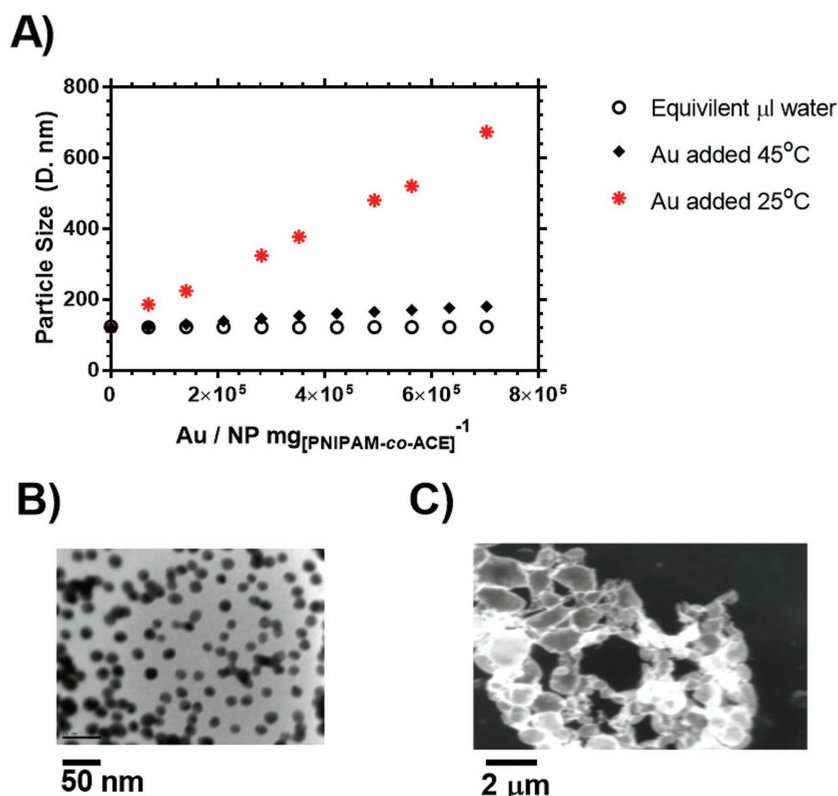 A)
800
600
400
200
0
Particle Size (D. nm)
0 2×10⁵ 4×10⁵ 6×10⁵ 8×10⁵
Au / NP mg[PNIPAM-co-ACE]⁻¹
Equivilent µl water
Au added 45°C
Au added 25°C
B) C)
50 nm 2 µm